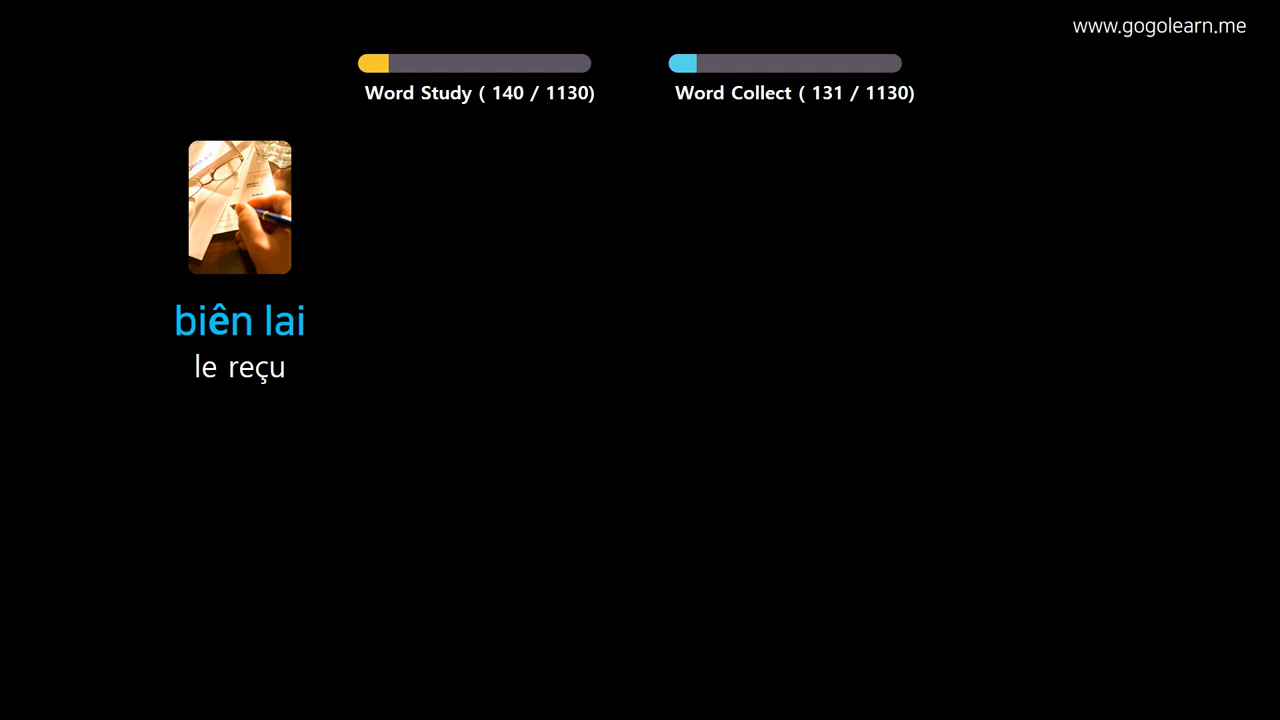 www.gogolearn.me
Word Study ( 140 / 1130)
Word Collect ( 131 / 1130)
biên lai
le reçu